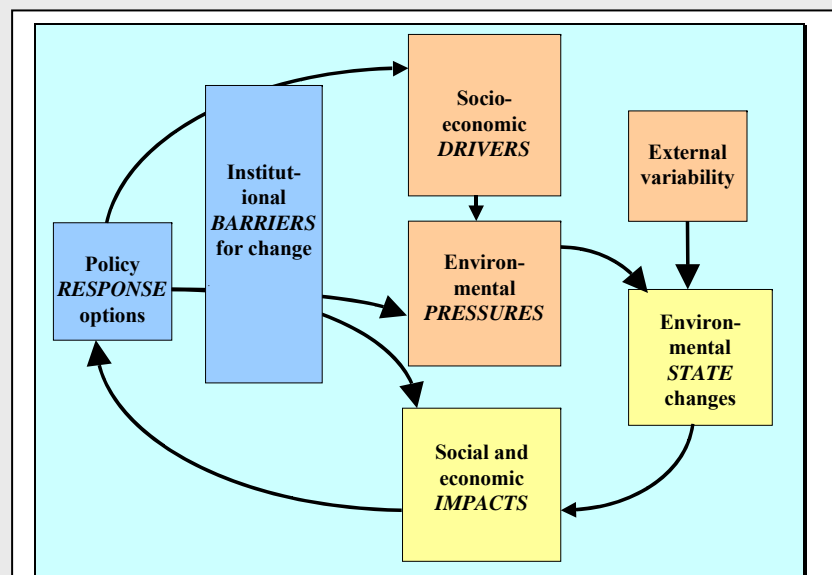 Socio-
economic
DRIVERS
External
variability
Institut-
ional
BARRIERS
for change
Policy
RESPONSE
options
Environ-
mental
PRESSURES
Environ-
mental
STATE
changes
Social and
economic
IMPACTS